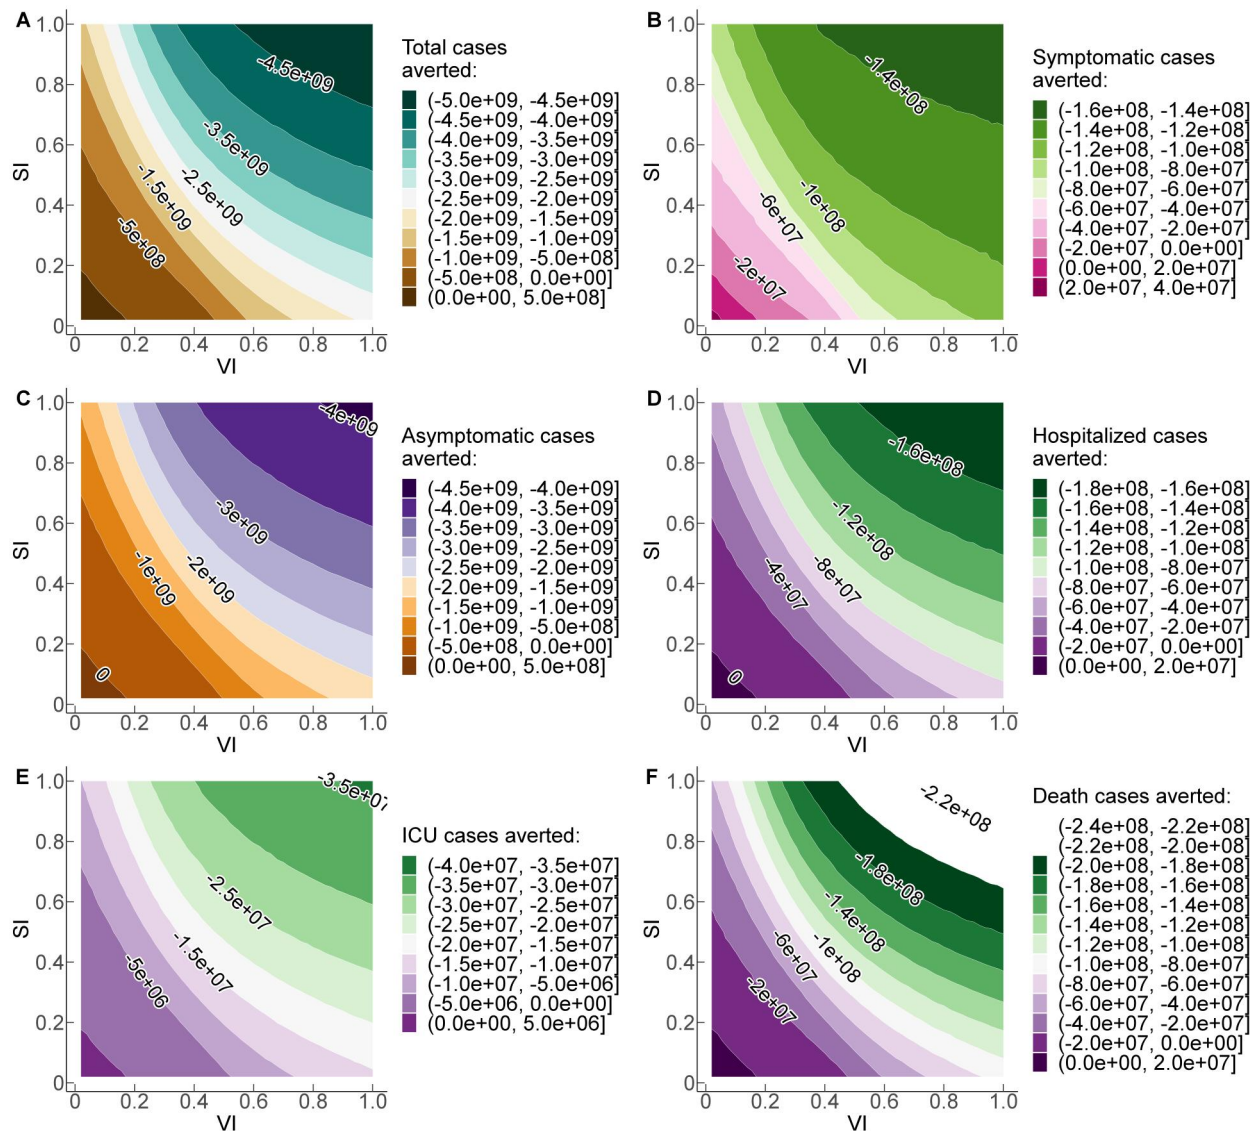 A
1.0
0.8
0.6
0.4
0.2
0
SI
0
0.2
0.4
0.6
0.8
1.0
VI
-4.5e+09
-3.5e+09
-2.5e+09
-1.5e+09
-5e+08
Total cases
averted:
(-5.0e+09, -4.5e+09]
(-4.5e+09, -4.0e+09]
(-4.0e+09, -3.5e+09]
(-3.5e+09, -3.0e+09]
(-3.0e+09, -2.5e+09]
(-2.5e+09, -2.0e+09]
(-2.0e+09, -1.5e+09]
(-1.5e+09, -1.0e+09]
(-1.0e+09, -5.0e+08]
(-5.0e+08, 0.0e+00]
(0.0e+00, 5.0e+08]
B
1.0
0.8
0.6
0.4
0.2
0
SI
0
0.2
0.4
0.6
0.8
1.0
VI
-1.4e+08
-1e+08
-6e+07
-2e+07
Symptomatic cases
averted:
(-1.6e+08, -1.4e+08]
(-1.4e+08, -1.2e+08]
(-1.2e+08, -1.0e+08]
(-1.0e+08, -8.0e+07]
(-8.0e+07, -6.0e+07]
(-6.0e+07, -4.0e+07]
(-4.0e+07, -2.0e+07]
(-2.0e+07, 0.0e+00]
(0.0e+00, 2.0e+07]
(2.0e+07, 4.0e+07]
C
1.0
0.8
0.6
0.4
0.2
0
SI
0
0.2
0.4
0.6
0.8
1.0
VI
-4e+09
-3e+09
-2e+09
-1e+09
0
Asymptomatic cases
averted:
(-4.5e+09, -4.0e+09]
(-4.0e+09, -3.5e+09]
(-3.5e+09, -3.0e+09]
(-3.0e+09, -2.5e+09]
(-2.5e+09, -2.0e+09]
(-2.0e+09, -1.5e+09]
(-1.5e+09, -1.0e+09]
(-1.0e+09, -5.0e+08]
(-5.0e+08, 0.0e+00]
(0.0e+00, 5.0e+08]
D
1.0
0.8
0.6
0.4
0.2
0
SI
0
0.2
0.4
0.6
0.8
1.0
VI
-1.6e+08
-1.2e+08
-8e+07
-4e+07
0
Hospitalized cases
averted:
(-1.8e+08, -1.6e+08]
(-1.6e+08, -1.4e+08]
(-1.4e+08, -1.2e+08]
(-1.2e+08, -1.0e+08]
(-1.0e+08, -8.0e+07]
(-8.0e+07, -6.0e+07]
(-6.0e+07, -4.0e+07]
(-4.0e+07, -2.0e+07]
(-2.0e+07, 0.0e+00]
(0.0e+00, 2.0e+07]
E
1.0
0.8
0.6
0.4
0.2
0
SI
0
0.2
0.4
0.6
0.8
1.0
VI
-3.5e+07
-2.5e+07
-1.5e+07
-5e+06
ICU cases averted:
(-4.0e+07, -3.5e+07]
(-3.5e+07, -3.0e+07]
(-3.0e+07, -2.5e+07]
(-2.5e+07, -2.0e+07]
(-2.0e+07, -1.5e+07]
(-1.5e+07, -1.0e+07]
(-1.0e+07, -5.0e+06]
(-5.0e+06, 0.0e+00]
(0.0e+00, 5.0e+06]
F
1.0
0.8
0.6
0.4
0.2
0
SI
0
0.2
0.4
0.6
0.8
1.0
VI
-2.2e+08
-1.8e+08
-1.4e+08
-1e+08
-6e+07
-2e+07
Death cases averted:
(-2.4e+08, -2.2e+08]
(-2.2e+08, -2.0e+08]
(-2.0e+08, -1.8e+08]
(-1.8e+08, -1.6e+08]
(-1.6e+08, -1.4e+08]
(-1.4e+08, -1.2e+08]
(-1.2e+08, -1.0e+08]
(-1.0e+08, -8.0e+07]
(-8.0e+07, -6.0e+07]
(-6.0e+07, -4.0e+07]
(-4.0e+07, -2.0e+07]
(-2.0e+07, 0.0e+00]
(0.0e+00, 2.0e+07]